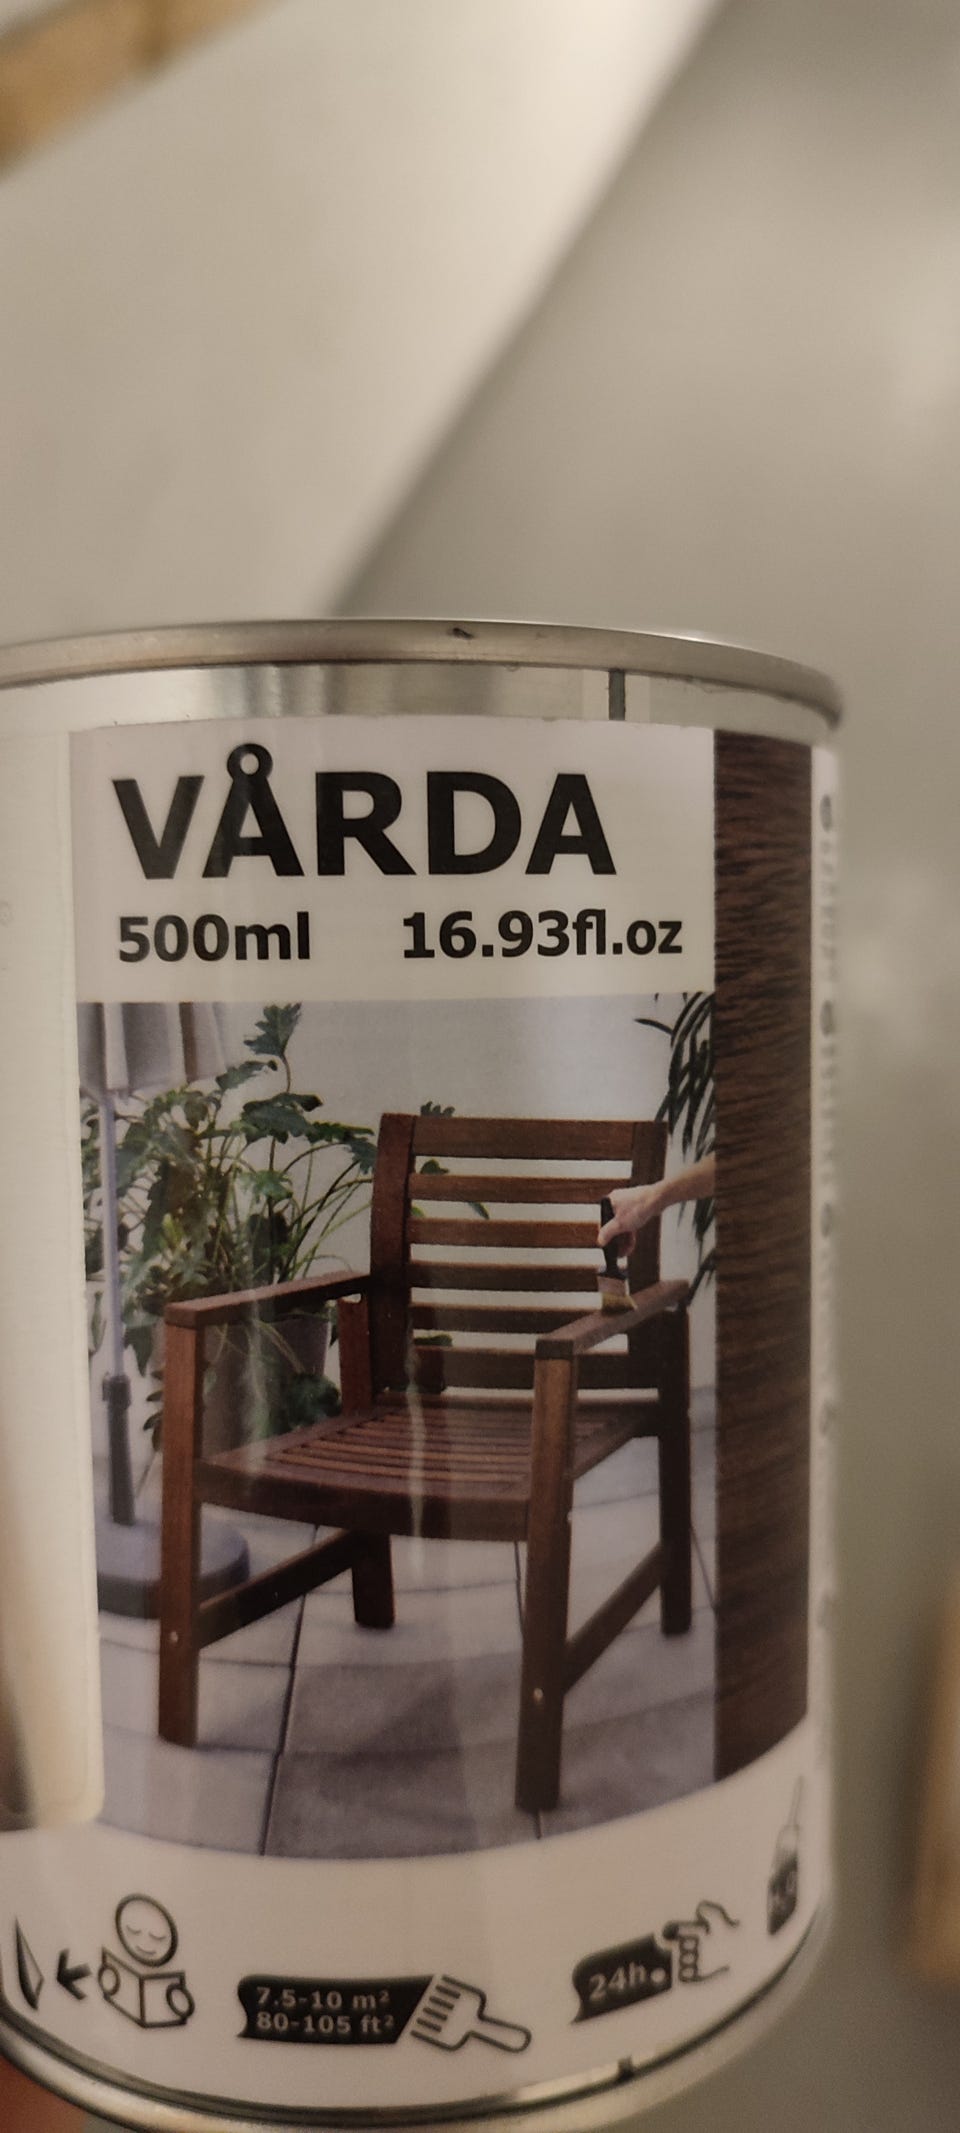 VÅRDA
500ml 16.93fl.oz
7.5-10 m²
80-105 ft²
24h.